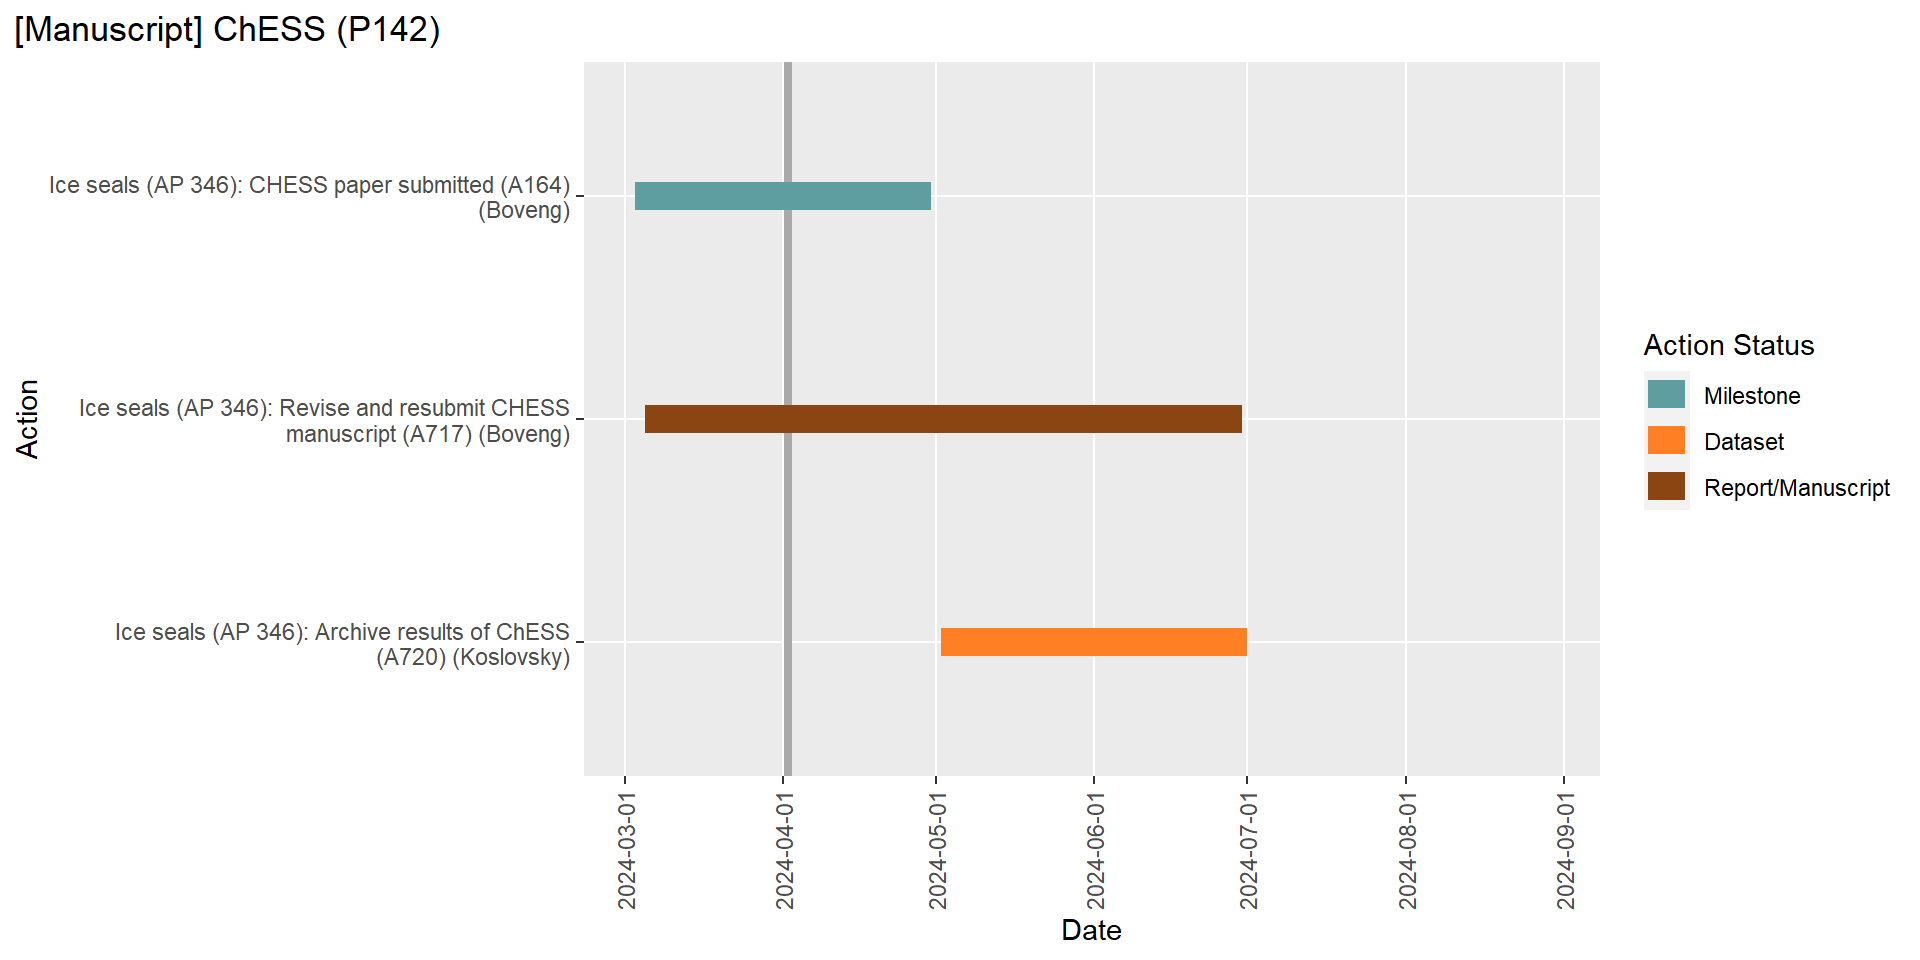 [Manuscript] ChESS (P142)
Action
Ice seals (AP 346): CHESS paper submitted (A164)
(Boveng)
Ice seals (AP 346): Revise and resubmit CHESS
manuscript (A717) (Boveng)
Ice seals (AP 346): Archive results of ChESS
(A720) (Koslovsky)
2024-03-01
2024-04-01
2024-05-01
2024-06-01
2024-07-01
2024-08-01
2024-09-01
Date
Action Status
Milestone
Dataset
Report/Manuscript